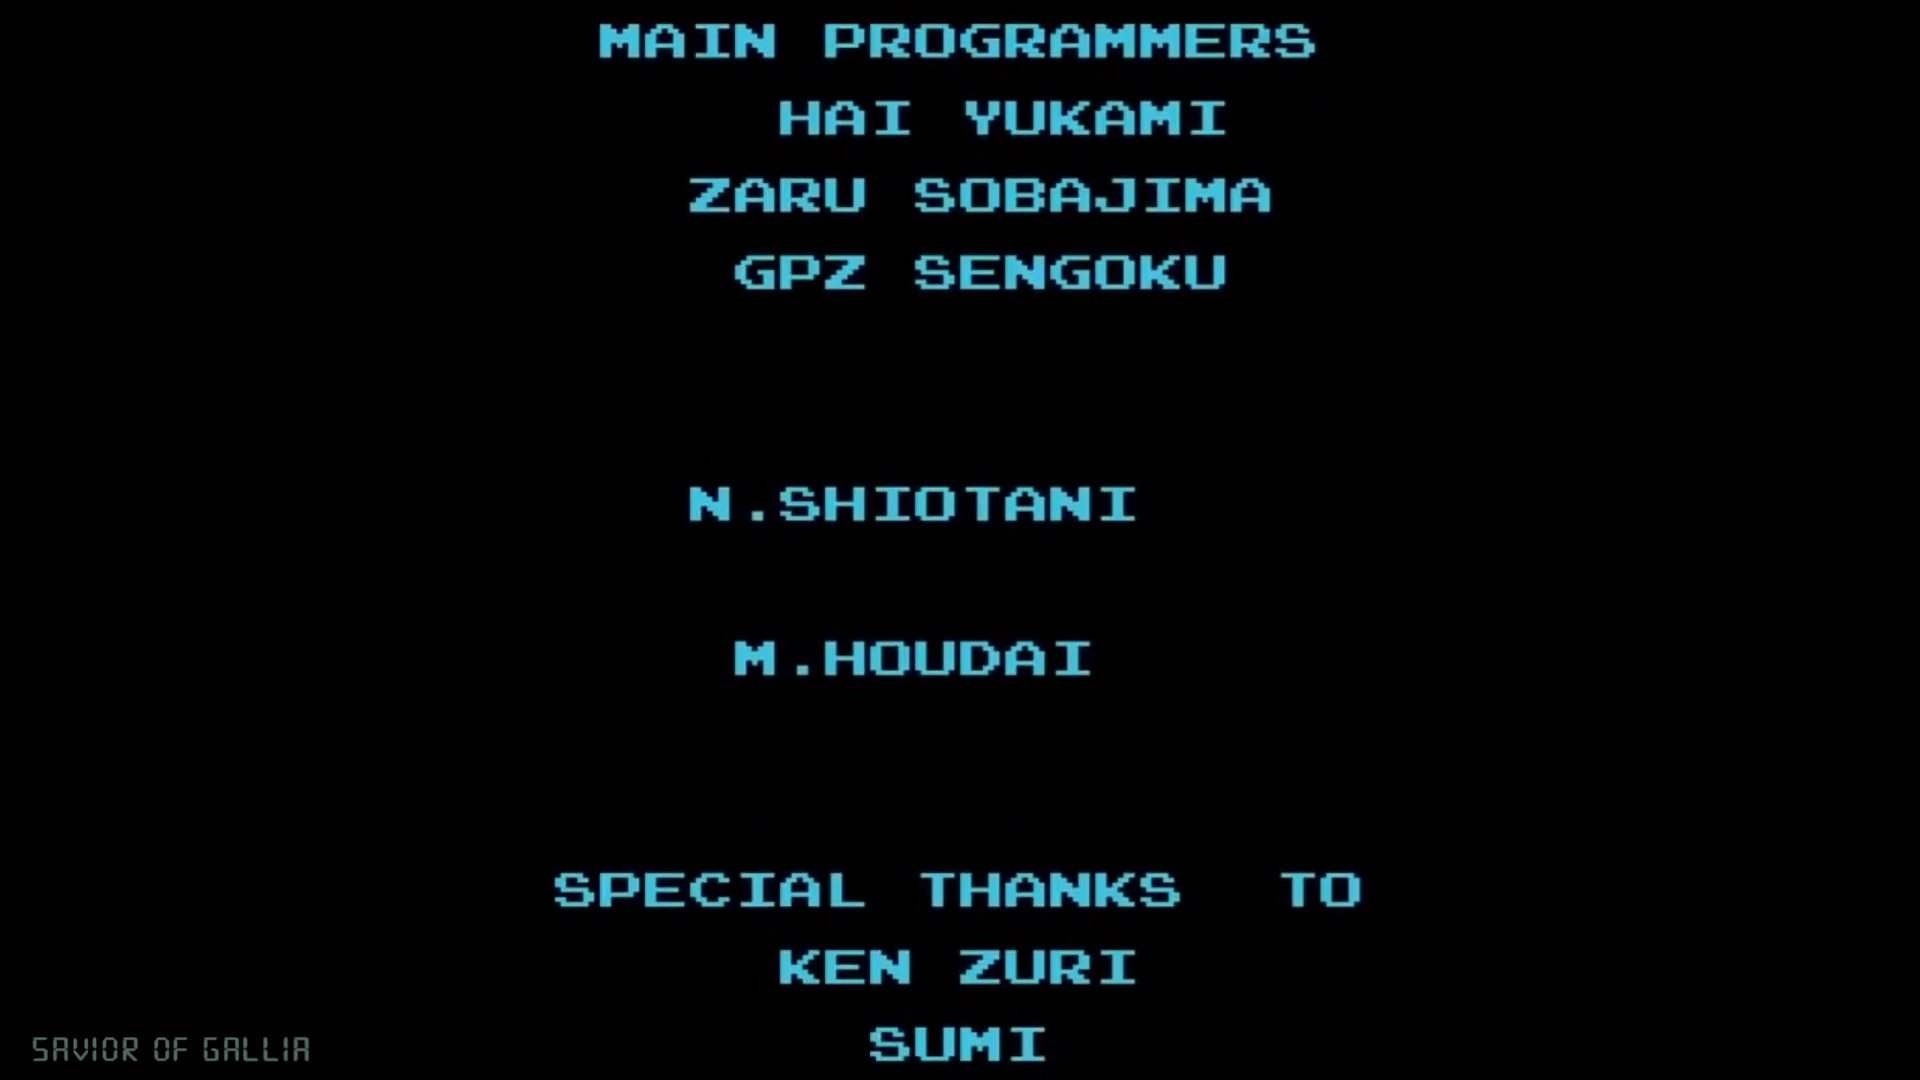 MAIN PROGRAMMERS
HAI YUKAMI
ZARU SOBAJIMA
GPZ SENGOKU
N.SHIOTANI
M.HOUDAI
SPECIAL THANKS TO
KEN ZURI
SUMI
SAVIOR OF GALLIA